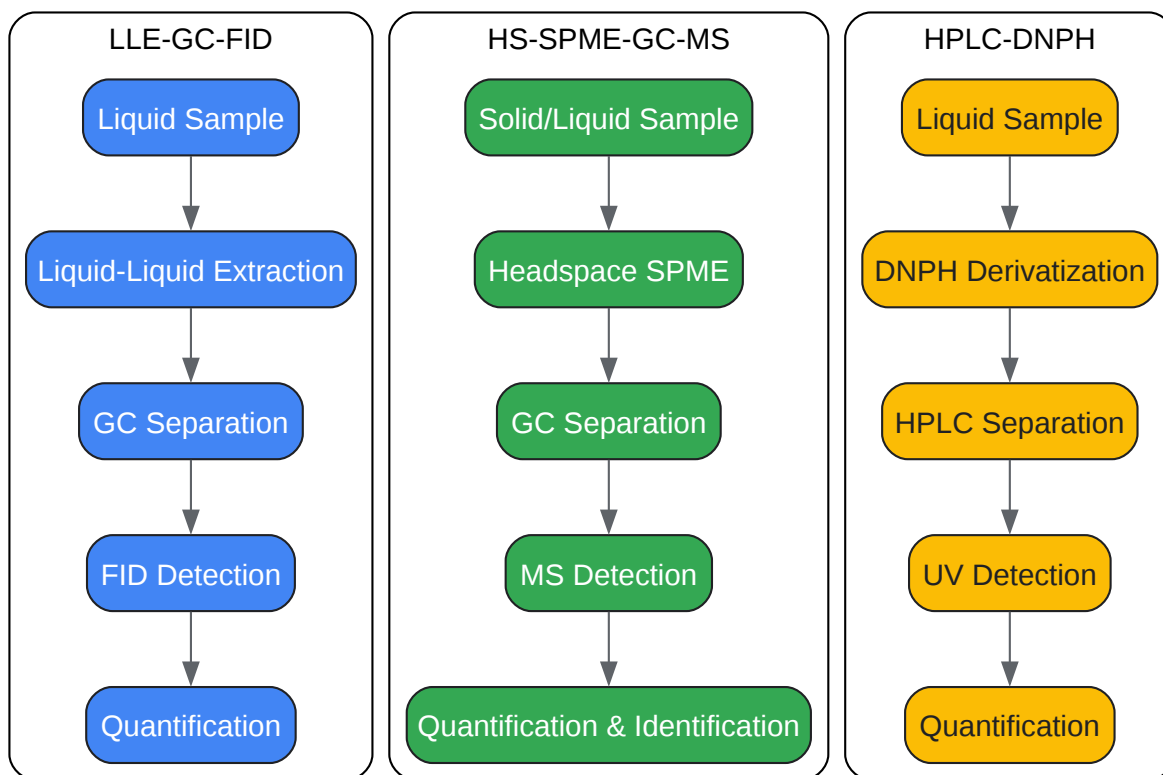 LLE-GC-FID
Liquid Sample
Liquid-Liquid Extraction
GC Separation
FID Detection
Quantification
HS-SPME-GC-MS
Solid/Liquid Sample
Headspace SPME
GC Separation
MS Detection
Quantification & Identification
HPLC-DNPH
Liquid Sample
DNPH Derivatization
HPLC Separation
UV Detection
Quantification